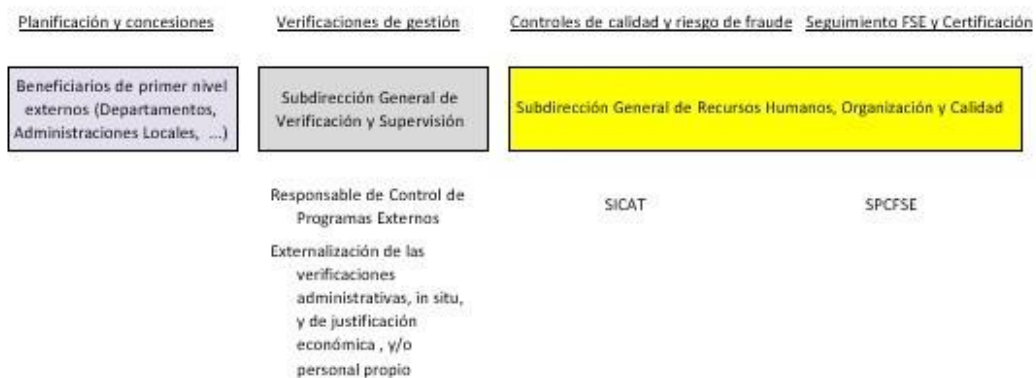 Planificación y concesiones
Verificaciones de gestión
Controles de calidad y riesgo de fraude
Seguimiento FSE y Certificación
Beneficiarios de primer nivel
externos (Departamentos,
Administraciones Locales, ...)
Subdirección General de
Verificación y Supervisión
Subdirección General de Recursos Humanos, Organización y Calidad
Responsable de Control de
Programas Externos
Externalización de las
verificaciones
administrativas, in situ,
y de justificación
económica , y/o
personal propio
SICAT
SPCFSE